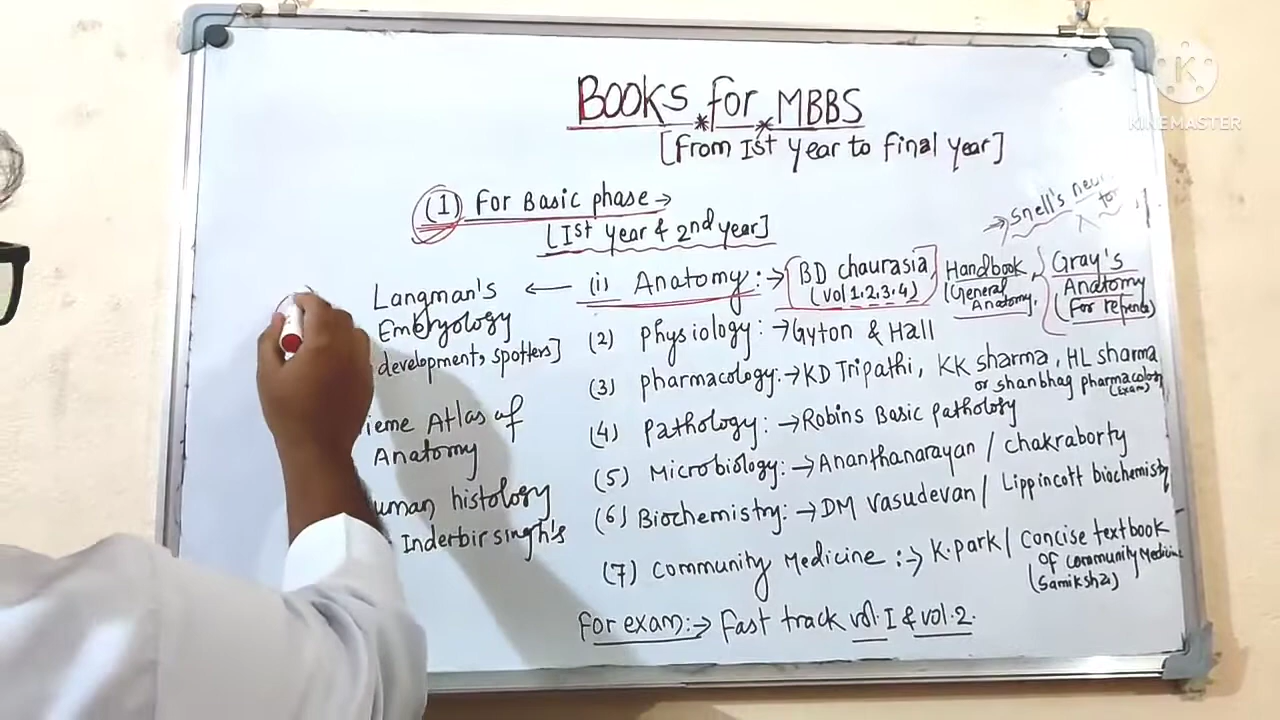 BOOKS for MBBS
[From Ist year to final year]
(1) For Basic phase →
[Ist year & 2nd year]
→ Snell's
(i) Anatomy: → BD chaurasia
(Vol 1.2.3.4)
Handbook
(General
Anatomy,
Gray's
Anatomy
(For refrence)
Langman's
Embryology
development, spotters]
Atlas of
Anatomy
histology
Inderbir singh's
(2) physiology: → Gyton & Hall
(3) pharmacology: → KD Tripathi, KK sharma, HL sharma
or shanbhag pharmacology
(Exam)
(4) Pathology: → Robins Basic pathology
(5) Microbiology: → Ananthanarayan / chakraborty
(6) Biochemistry: → DM vasudevan / Lippincott biochemistry
(7) Community Medicine :→ K.park / Concise textbook
of community Medicine
(Samiksha)
For exam: → Fast track vol. I & vol. 2.
K
KINEMASTER